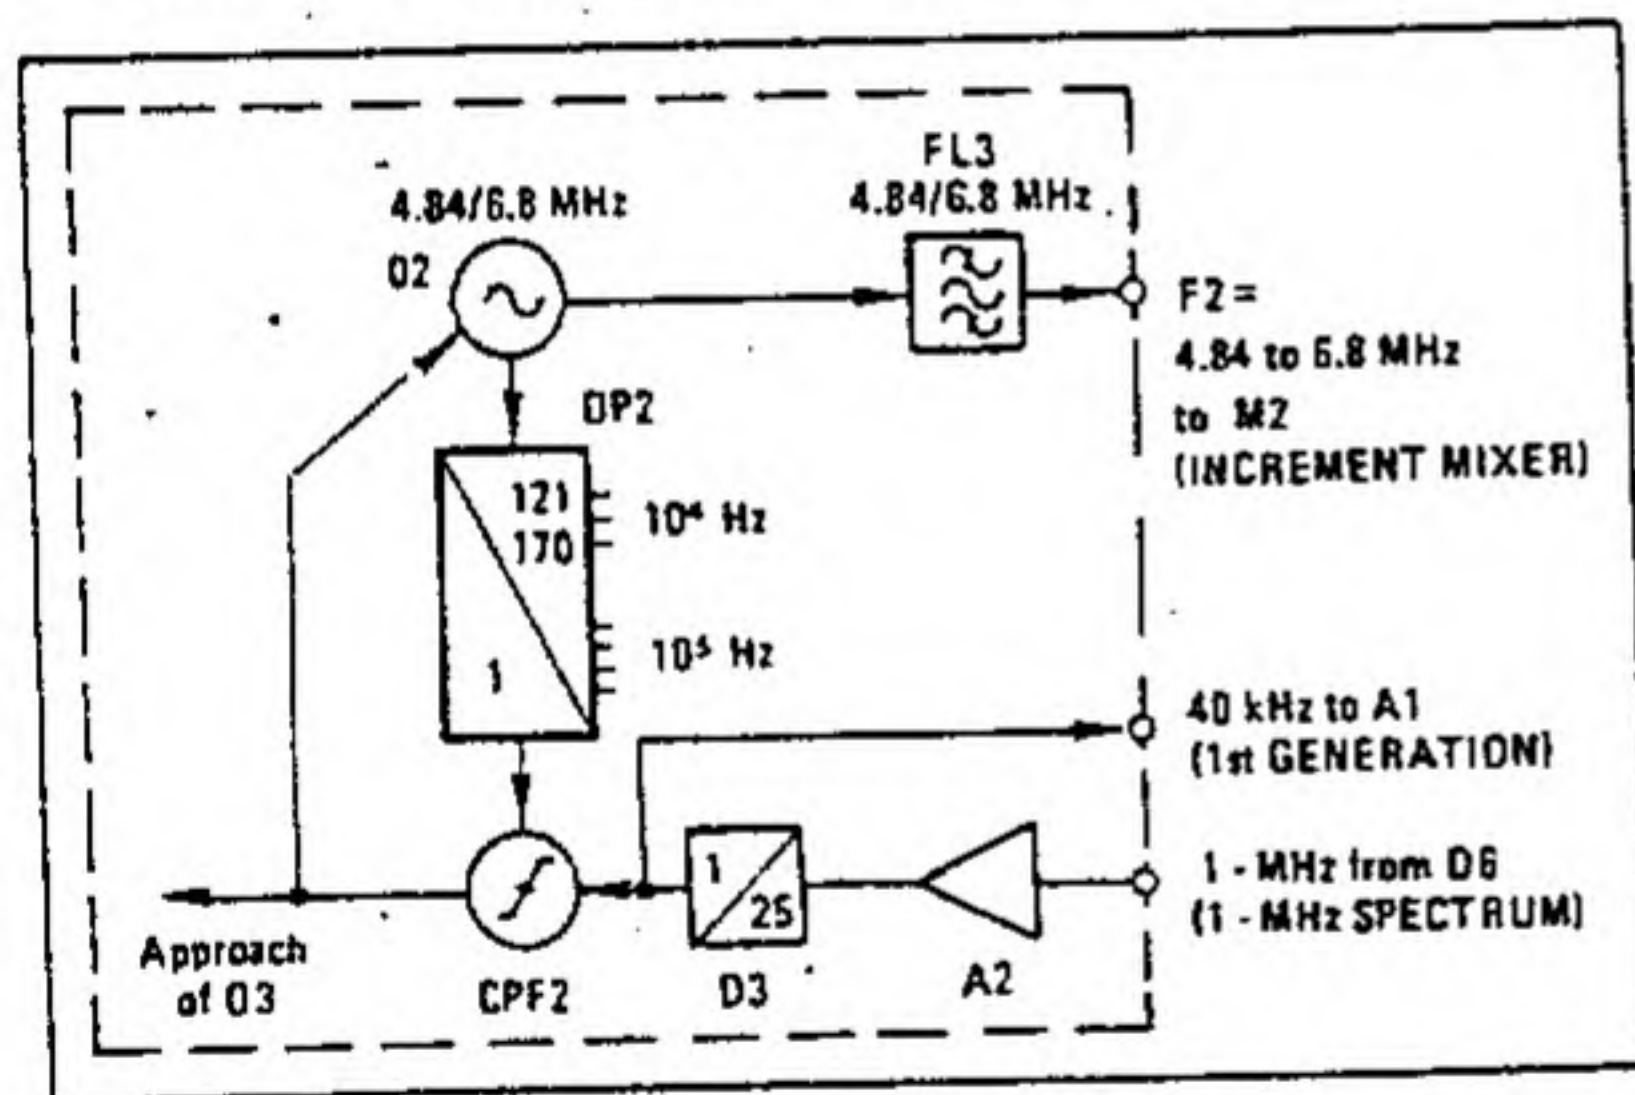 FL3
4.84/6.8 MHz
4.84/6.8 MHz
O2
F2 =
4.84 to 6.8 MHz
to M2
(INCREMENT MIXER)
DP2
121
170
10⁴ Hz
1
10⁵ Hz
40 kHz to A1
(1st GENERATION)
1
25
1 - MHz from D6
(1 - MHz SPECTRUM)
Approach
of O3
CPF2
D3
A2